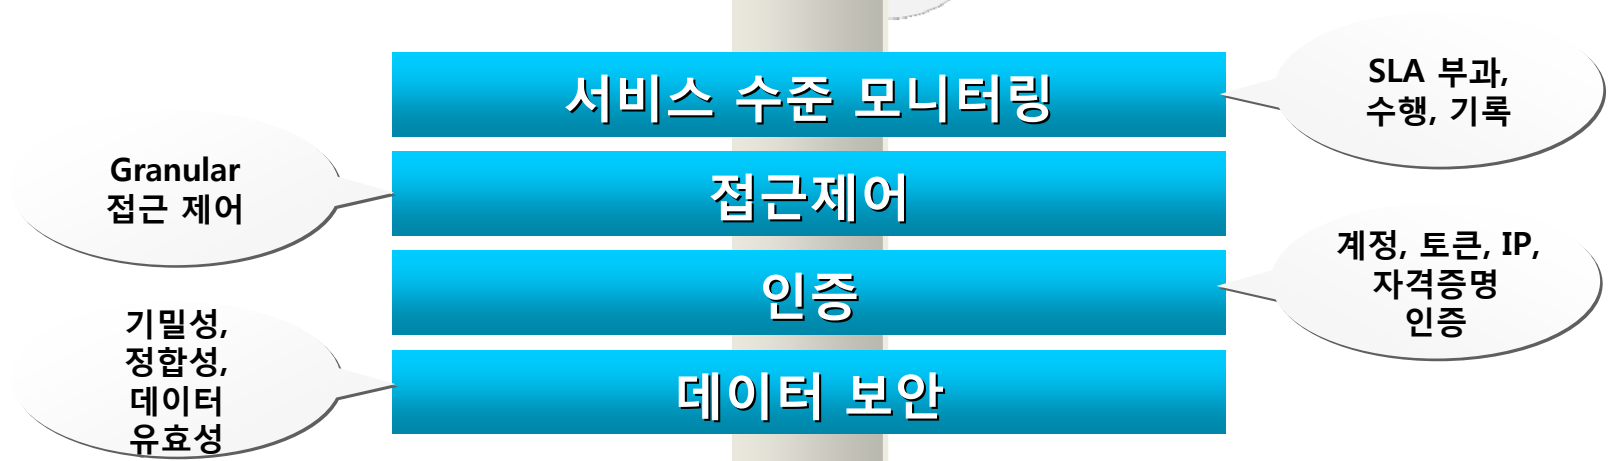 서비스 수준 모니터링
SLA 부과,
수행, 기록
Granular
접근 제어
접근제어
인증
계정, 토큰, IP,
자격증명
인증
기밀성,
정합성,
데이터
유효성
데이터 보안